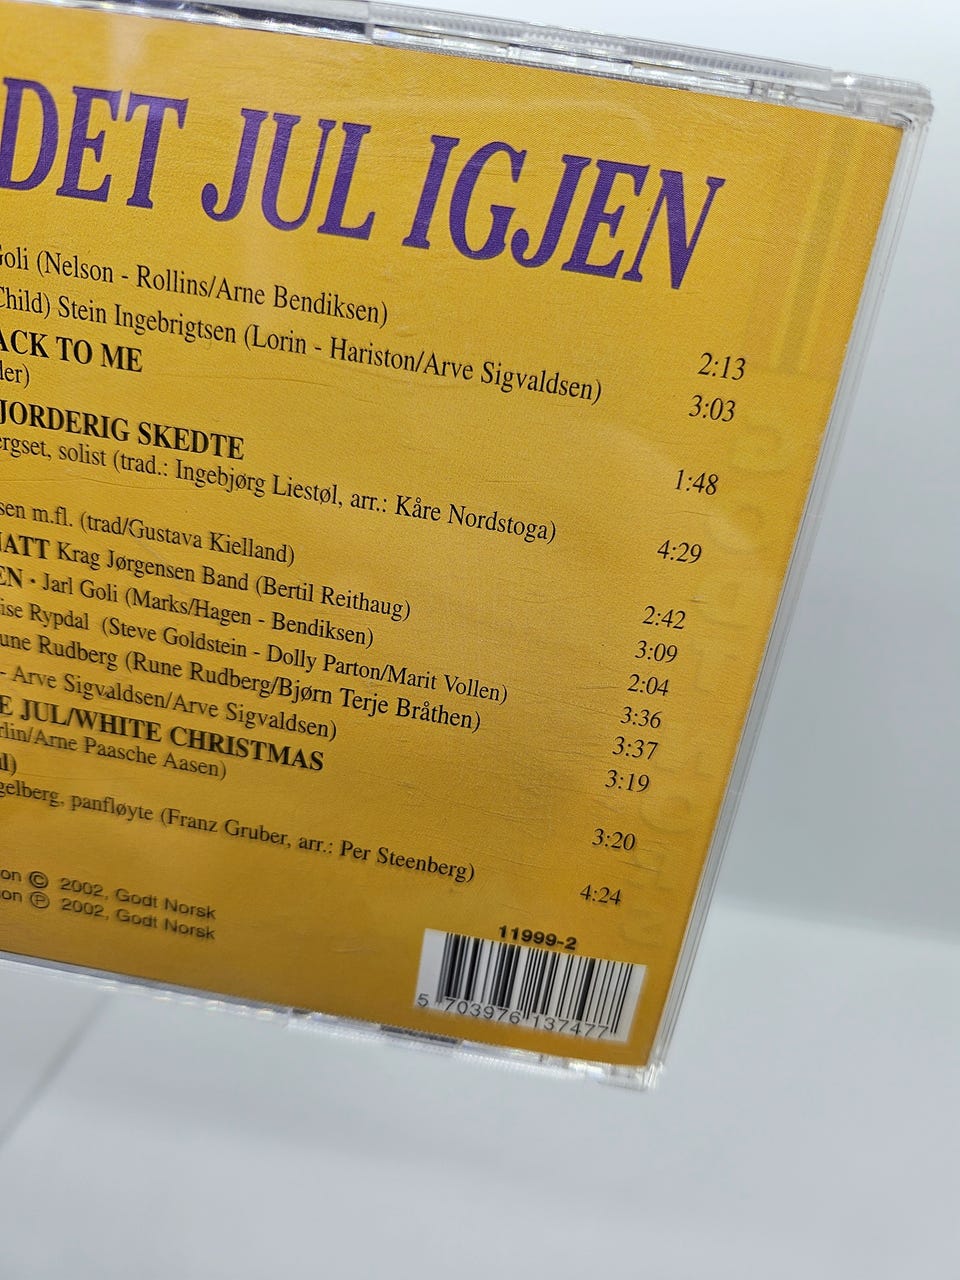 DET JUL IGJEN
Goli (Nelson - Rollins/Arne Bendiksen) 2:13
Child) Stein Ingebrigtsen (Lorin - Hariston/Arve Sigvaldsen) 3:03
ACK TO ME
der) 1:48
JORDERIG SKEDTE
ergset, solist (trad.: Ingebjørg Liestøl, arr.: Kåre Nordstoga) 4:29
sen m.fl. (trad/Gustava Kielland) 2:42
NATT Krag Jørgensen Band (Bertil Reithaug) 3:09
EN · Jarl Goli (Marks/Hagen - Bendiksen) 2:04
ise Rypdal (Steve Goldstein - Dolly Parton/Marit Vollen) 3:36
une Rudberg (Rune Rudberg/Bjørn Terje Bråthen) 3:37
- Arve Sigvaldsen/Arve Sigvaldsen) 3:19
E JUL/WHITE CHRISTMAS
rlin/Arne Paasche Aasen) 3:20
al)
gelberg, panfløyte (Franz Gruber, arr.: Per Steenberg) 4:24
on © 2002, Godt Norsk
on ℗ 2002, Godt Norsk
11999-2
5 703976 137477